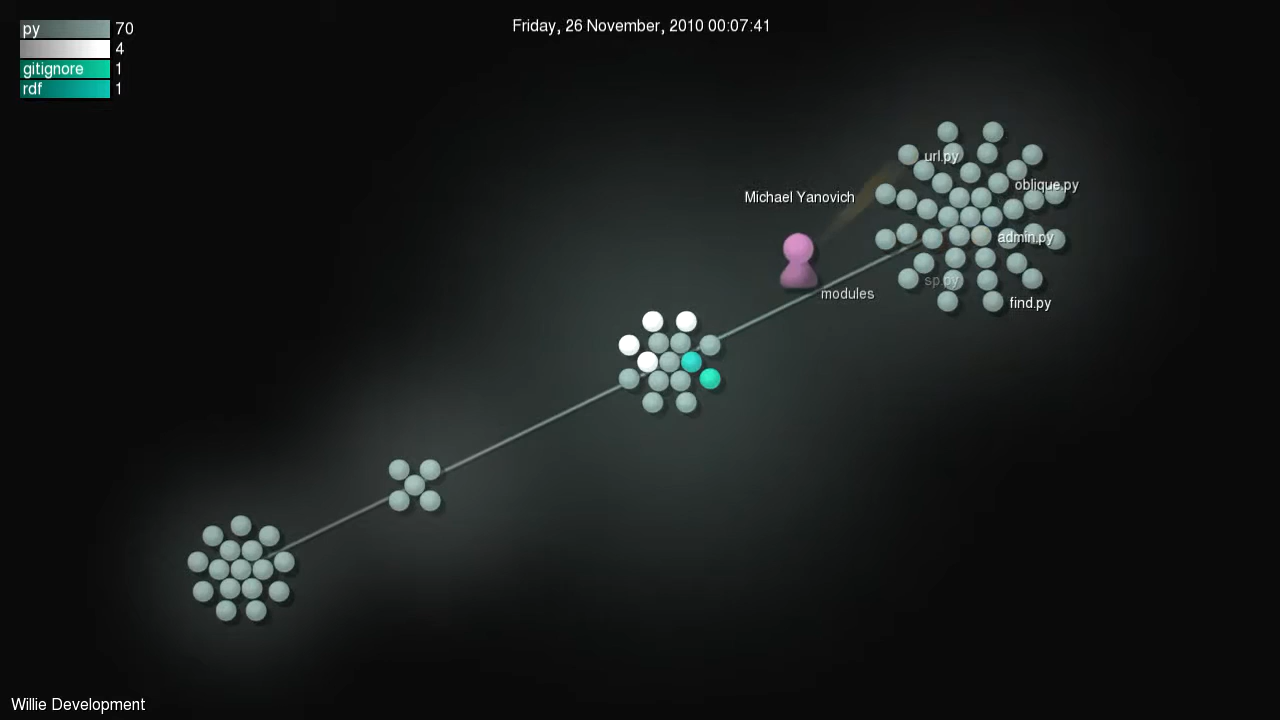 Friday, 26 November, 2010 00:07:41
py 70
4
gitignore 1
rdf 1
url.py
oblique.py
Michael Yanovich
admin.py
sp.py
modules
find.py
Willie Development